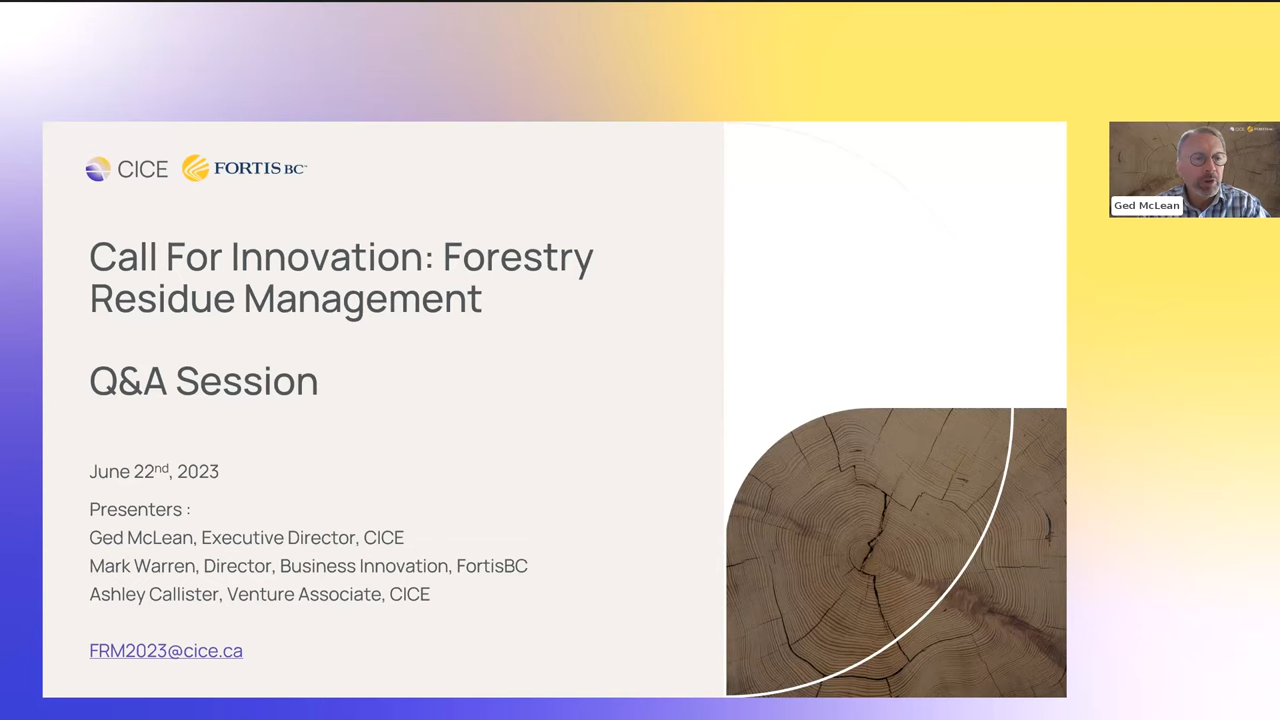 CICE FORTIS BC™
Call For Innovation: Forestry
Residue Management
Q&A Session
June 22nd, 2023
Presenters :
Ged McLean, Executive Director, CICE
Mark Warren, Director, Business Innovation, FortisBC
Ashley Callister, Venture Associate, CICE
FRM2023@cice.ca
Ged McLean